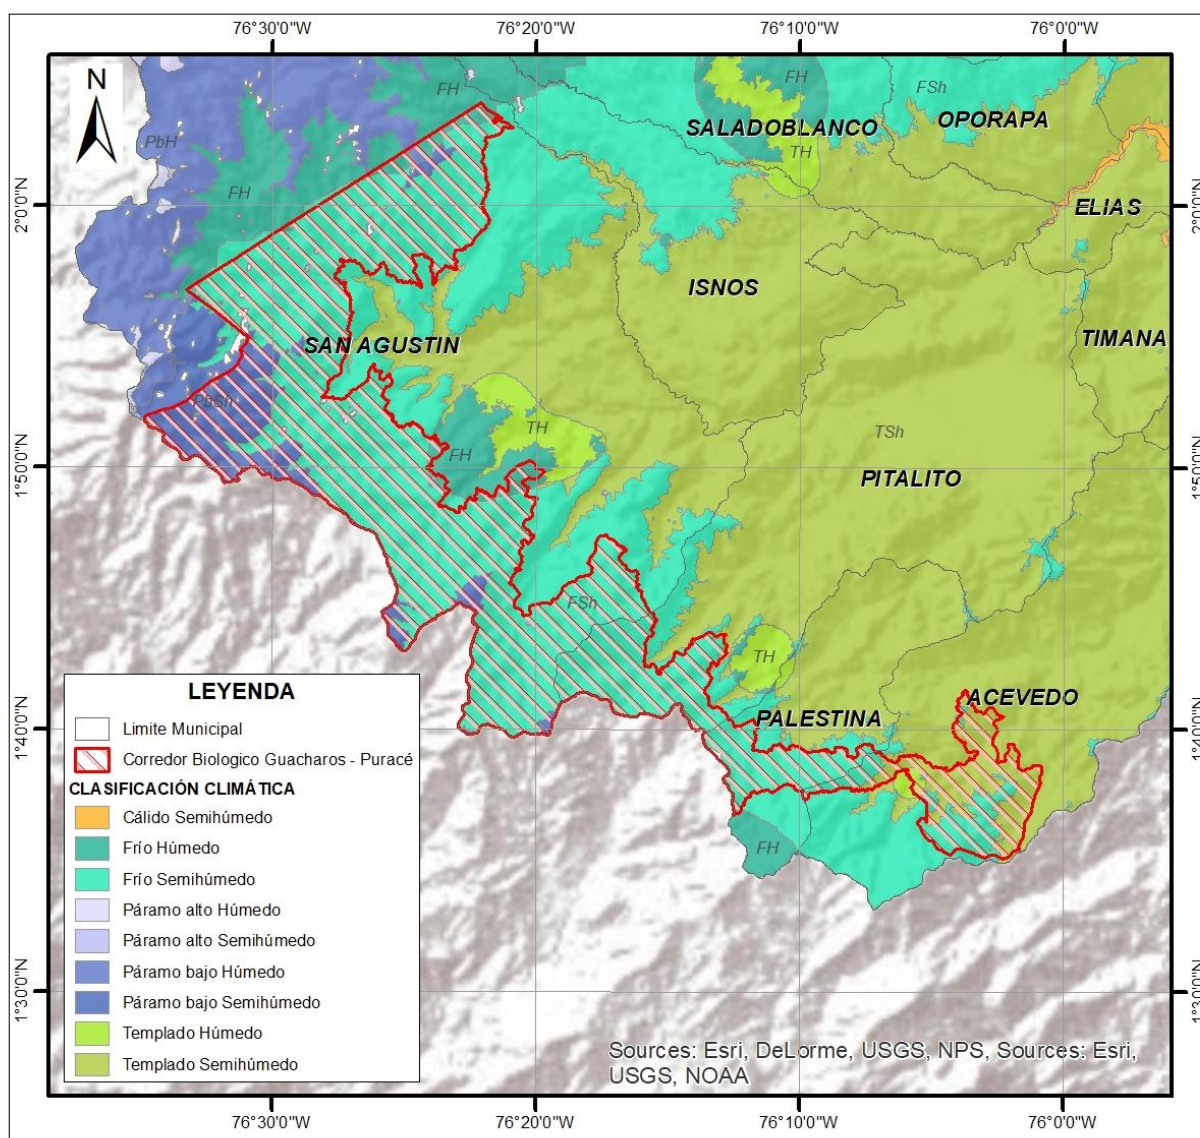 76°30'0"W 76°20'0"W 76°10'0"W 76°0'0"W
N
FH
FH
FSh
SALADOBLANCO
OPORAPA
PbH
TH
FH
2°0'0"N
2°0'0"N
ELIAS
ISNOS
SAN AGUSTIN
TIMANA
PbSh
TH
TSh
FH
1°50'0"N
1°50'0"N
PITALITO
FSh
TH
LEYENDA
ACEVEDO
PALESTINA
Limite Municipal
1°40'0"N
1°40'0"N
Corredor Biologico Guacharos - Puracé
CLASIFICACIÓN CLIMÁTICA
Cálido Semihúmedo
Frío Húmedo
FH
Frío Semihúmedo
Páramo alto Húmedo
Páramo alto Semihúmedo
Páramo bajo Húmedo
1°30'0"N
1°30'0"N
Páramo bajo Semihúmedo
Templado Húmedo
Templado Semihúmedo
Sources: Esri, DeLorme, USGS, NPS, Sources: Esri,
USGS, NOAA
76°30'0"W 76°20'0"W 76°10'0"W 76°0'0"W